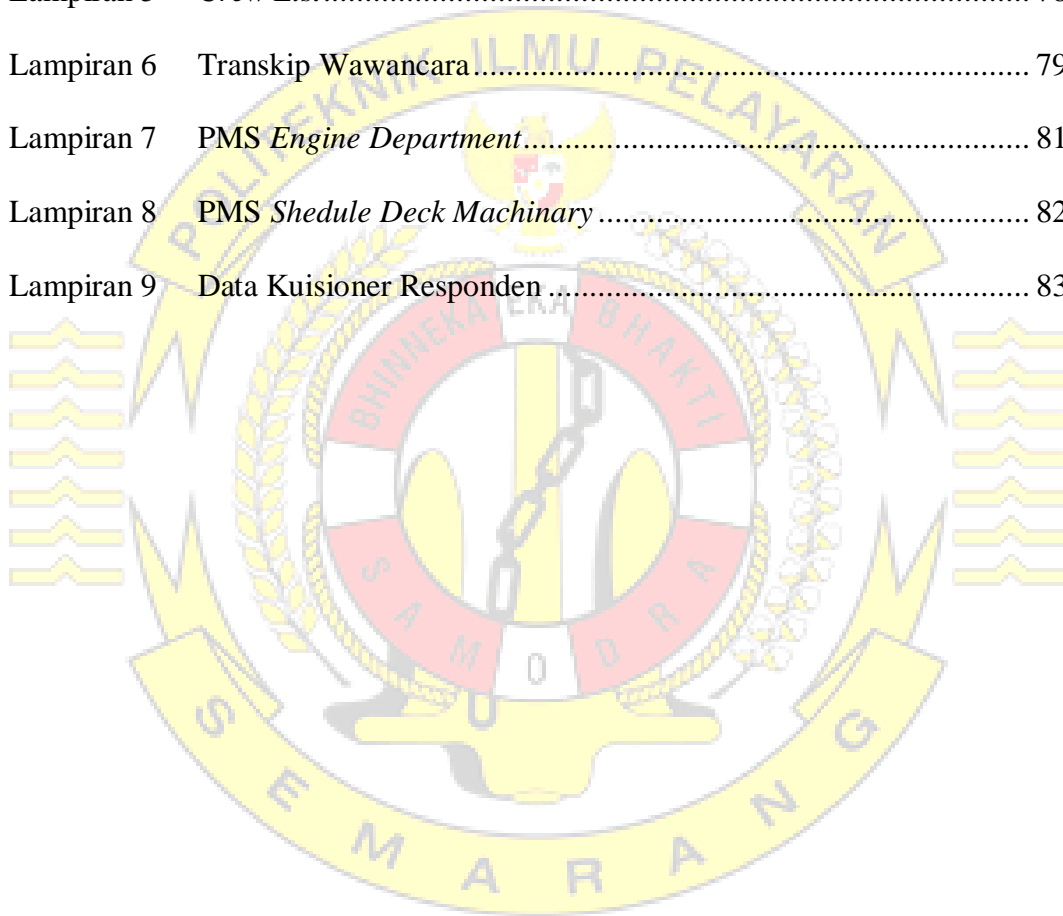 Lampiran 6 Transkip Wawancara.......... 79
Lampiran 7 PMS Engine Department.......... 81
Lampiran 8 PMS Shedule Deck Machinary.......... 82
Lampiran 9 Data Kuisioner Responden.......... 83
POLITEKNIK ILMU PELAYARAN
BHINNEKA EKA BHAKTI
SAMODRA
SEMARANG